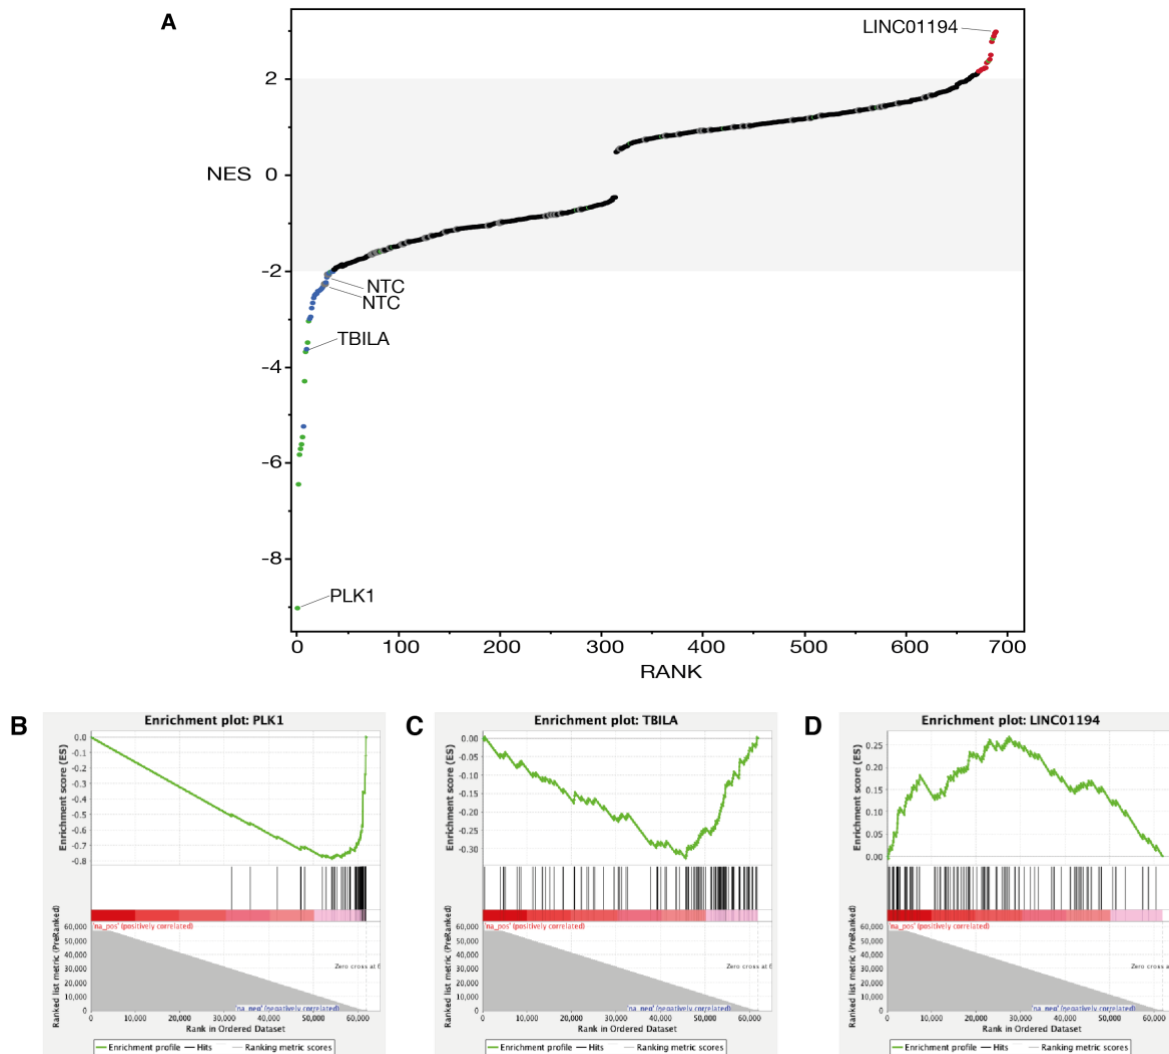 A
LINC01194
2
NES 0
-2
NTC
NTC
TBILA
-4
-6
-8
PLK1
0 100 200 300 400 500 600 700
RANK
B
Enrichment plot: PLK1
Enrichment score (ES)
0.0
-0.1
-0.2
-0.3
-0.4
-0.5
-0.6
-0.7
-0.8
Ranked list metric (PreRanked)
'na_pos' (positively correlated)
60,000
50,000
40,000
30,000
20,000
10,000
0
Zero cross at
'na_neg' (negatively correlated)
0 10,000 20,000 30,000 40,000 50,000 60,000
Rank in Ordered Dataset
Enrichment profile Hits Ranking metric scores
C
Enrichment plot: TBILA
Enrichment score (ES)
0.00
-0.05
-0.10
-0.15
-0.20
-0.25
-0.30
Ranked list metric (PreRanked)
'na_pos' (positively correlated)
60,000
50,000
40,000
30,000
20,000
10,000
0
Zero cross at
'na_neg' (negatively correlated)
0 10,000 20,000 30,000 40,000 50,000 60,000
Rank in Ordered Dataset
Enrichment profile Hits Ranking metric scores
D
Enrichment plot: LINC01194
Enrichment score (ES)
0.25
0.20
0.15
0.10
0.05
0.00
Ranked list metric (PreRanked)
'na_pos' (positively correlated)
60,000
50,000
40,000
30,000
20,000
10,000
0
Zero cross at
'na_neg' (negatively correlated)
0 10,000 20,000 30,000 40,000 50,000 60,000
Rank in Ordered Dataset
Enrichment profile Hits Ranking metric scores